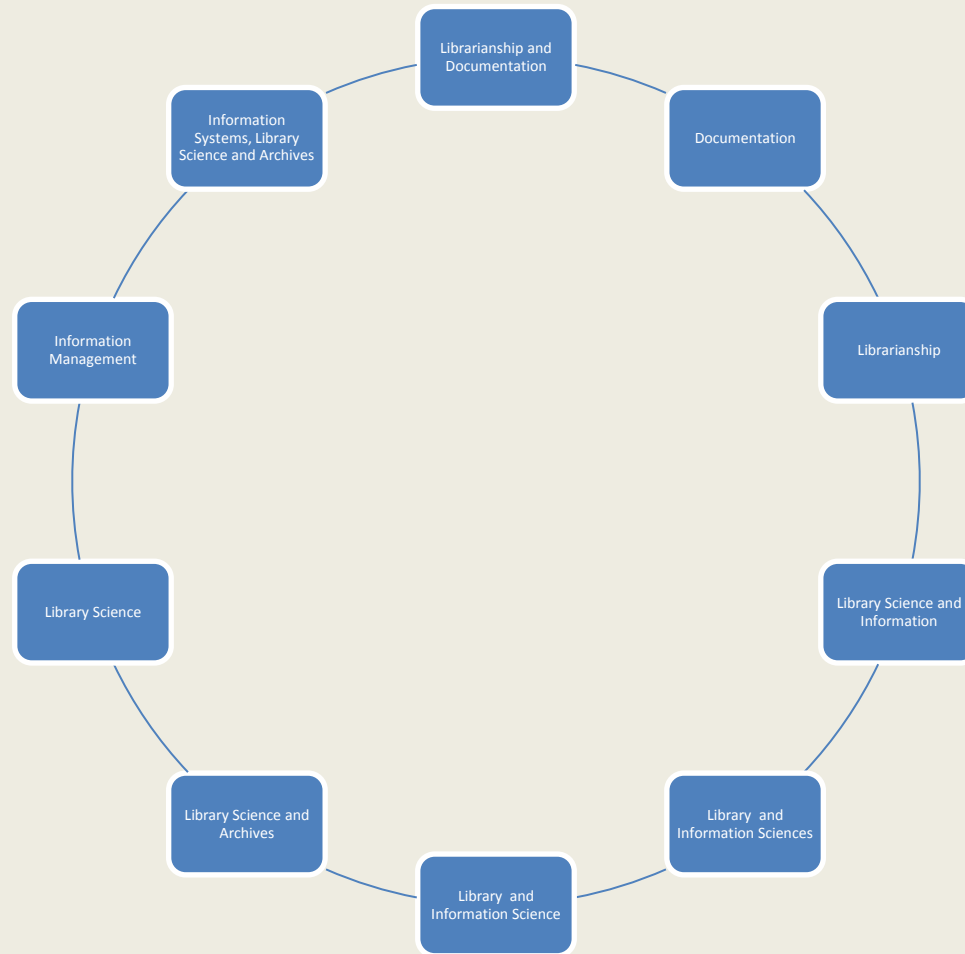 Librarianship and
Documentation
Documentation
Librarianship
Library Science and
Information
Library  and
Information Sciences
Library  and
Information Science
Library Science and
Archives
Library Science
Information
Management
Information
Systems, Library
Science and Archives